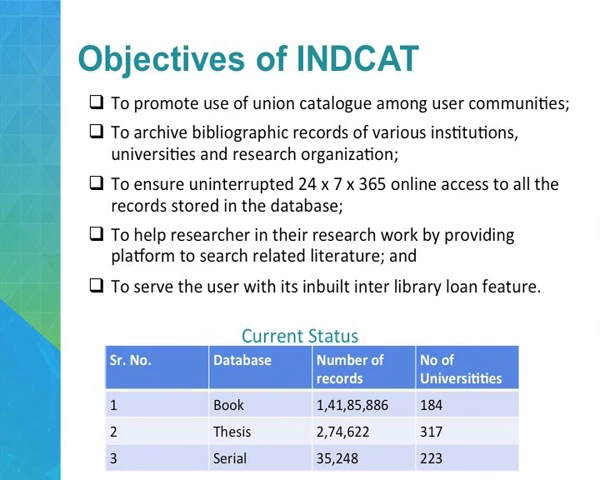 Objectives of INDCAT
❑ To promote use of union catalogue among user communities;
❑ To archive bibliographic records of various institutions,
universities and research organization;
❑ To ensure uninterrupted 24 x 7 x 365 online access to all the
records stored in the database;
❑ To help researcher in their research work by providing
platform to search related literature; and
❑ To serve the user with its inbuilt inter library loan feature.
Current Status
Sr. No. Database Number of records No of Universitities
1 Book 1,41,85,886 184
2 Thesis 2,74,622 317
3 Serial 35,248 223